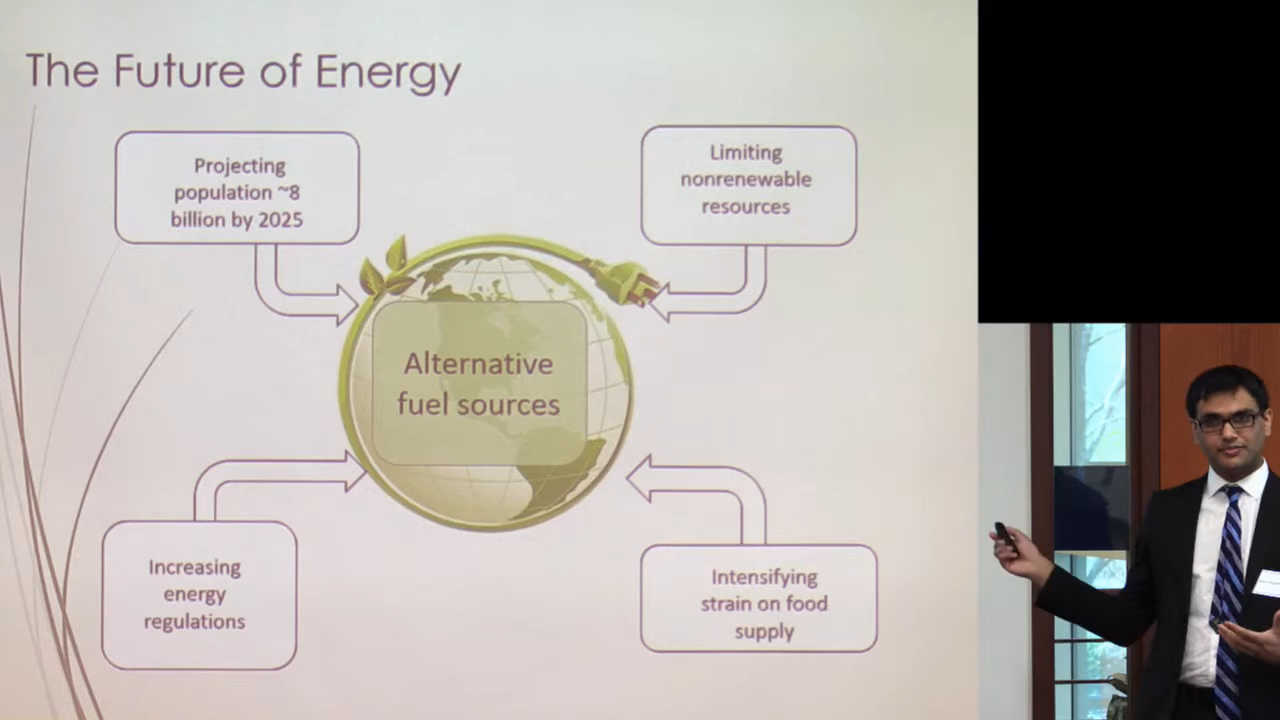 The Future of Energy
Projecting
population ~8
billion by 2025
Limiting
nonrenewable
resources
Alternative
fuel sources
Increasing
energy
regulations
Intensifying
strain on food
supply